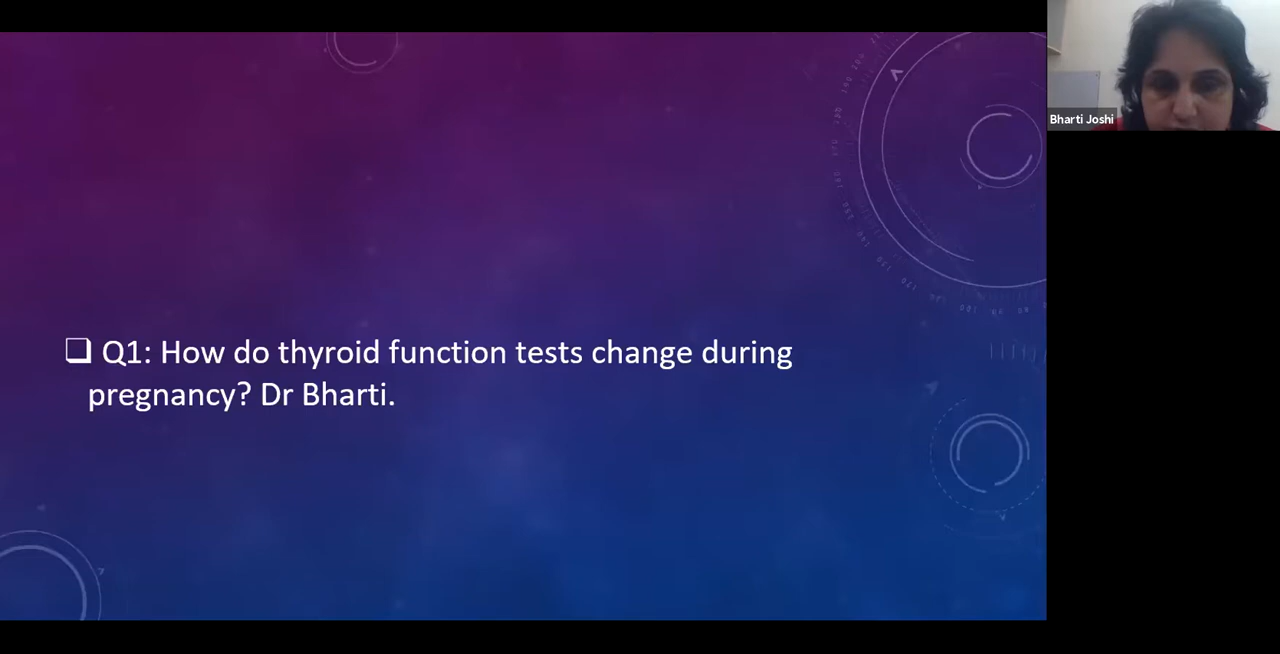 ❑ Q1: How do thyroid function tests change during
pregnancy? Dr Bharti.
Bharti Joshi